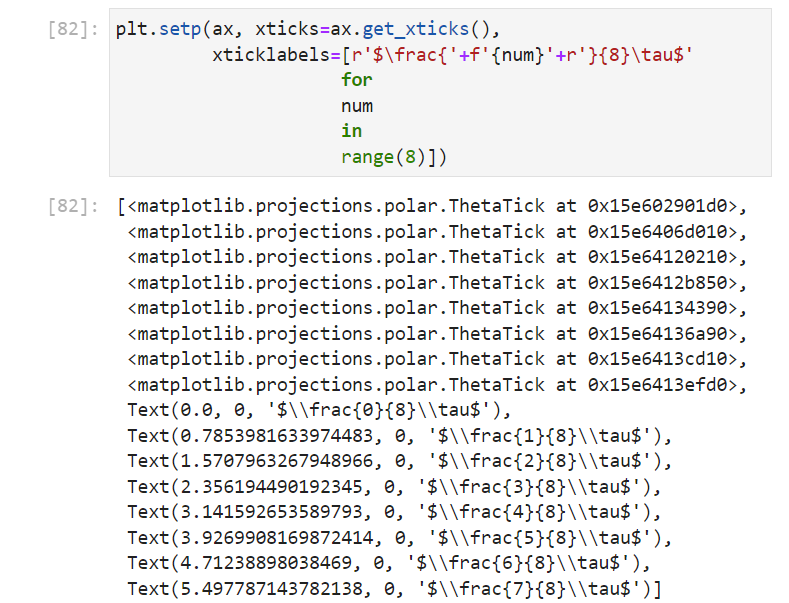 [82]: plt.setp(ax, xticks=ax.get_xticks(),
xticklabels=[r'$\frac{'+f'{num}'+r'}{8}\tau$'
for
num
in
range(8)])
[82]: [<matplotlib.projections.polar.ThetaTick at 0x15e602901d0>,
<matplotlib.projections.polar.ThetaTick at 0x15e6406d010>,
<matplotlib.projections.polar.ThetaTick at 0x15e64120210>,
<matplotlib.projections.polar.ThetaTick at 0x15e6412b850>,
<matplotlib.projections.polar.ThetaTick at 0x15e64134390>,
<matplotlib.projections.polar.ThetaTick at 0x15e64136a90>,
<matplotlib.projections.polar.ThetaTick at 0x15e6413cd10>,
<matplotlib.projections.polar.ThetaTick at 0x15e6413efd0>,
Text(0.0, 0, '$\\frac{0}{8}\\tau$'),
Text(0.7853981633974483, 0, '$\\frac{1}{8}\\tau$'),
Text(1.5707963267948966, 0, '$\\frac{2}{8}\\tau$'),
Text(2.356194490192345, 0, '$\\frac{3}{8}\\tau$'),
Text(3.141592653589793, 0, '$\\frac{4}{8}\\tau$'),
Text(3.9269908169872414, 0, '$\\frac{5}{8}\\tau$'),
Text(4.71238898038469, 0, '$\\frac{6}{8}\\tau$'),
Text(5.497787143782138, 0, '$\\frac{7}{8}\\tau$')]